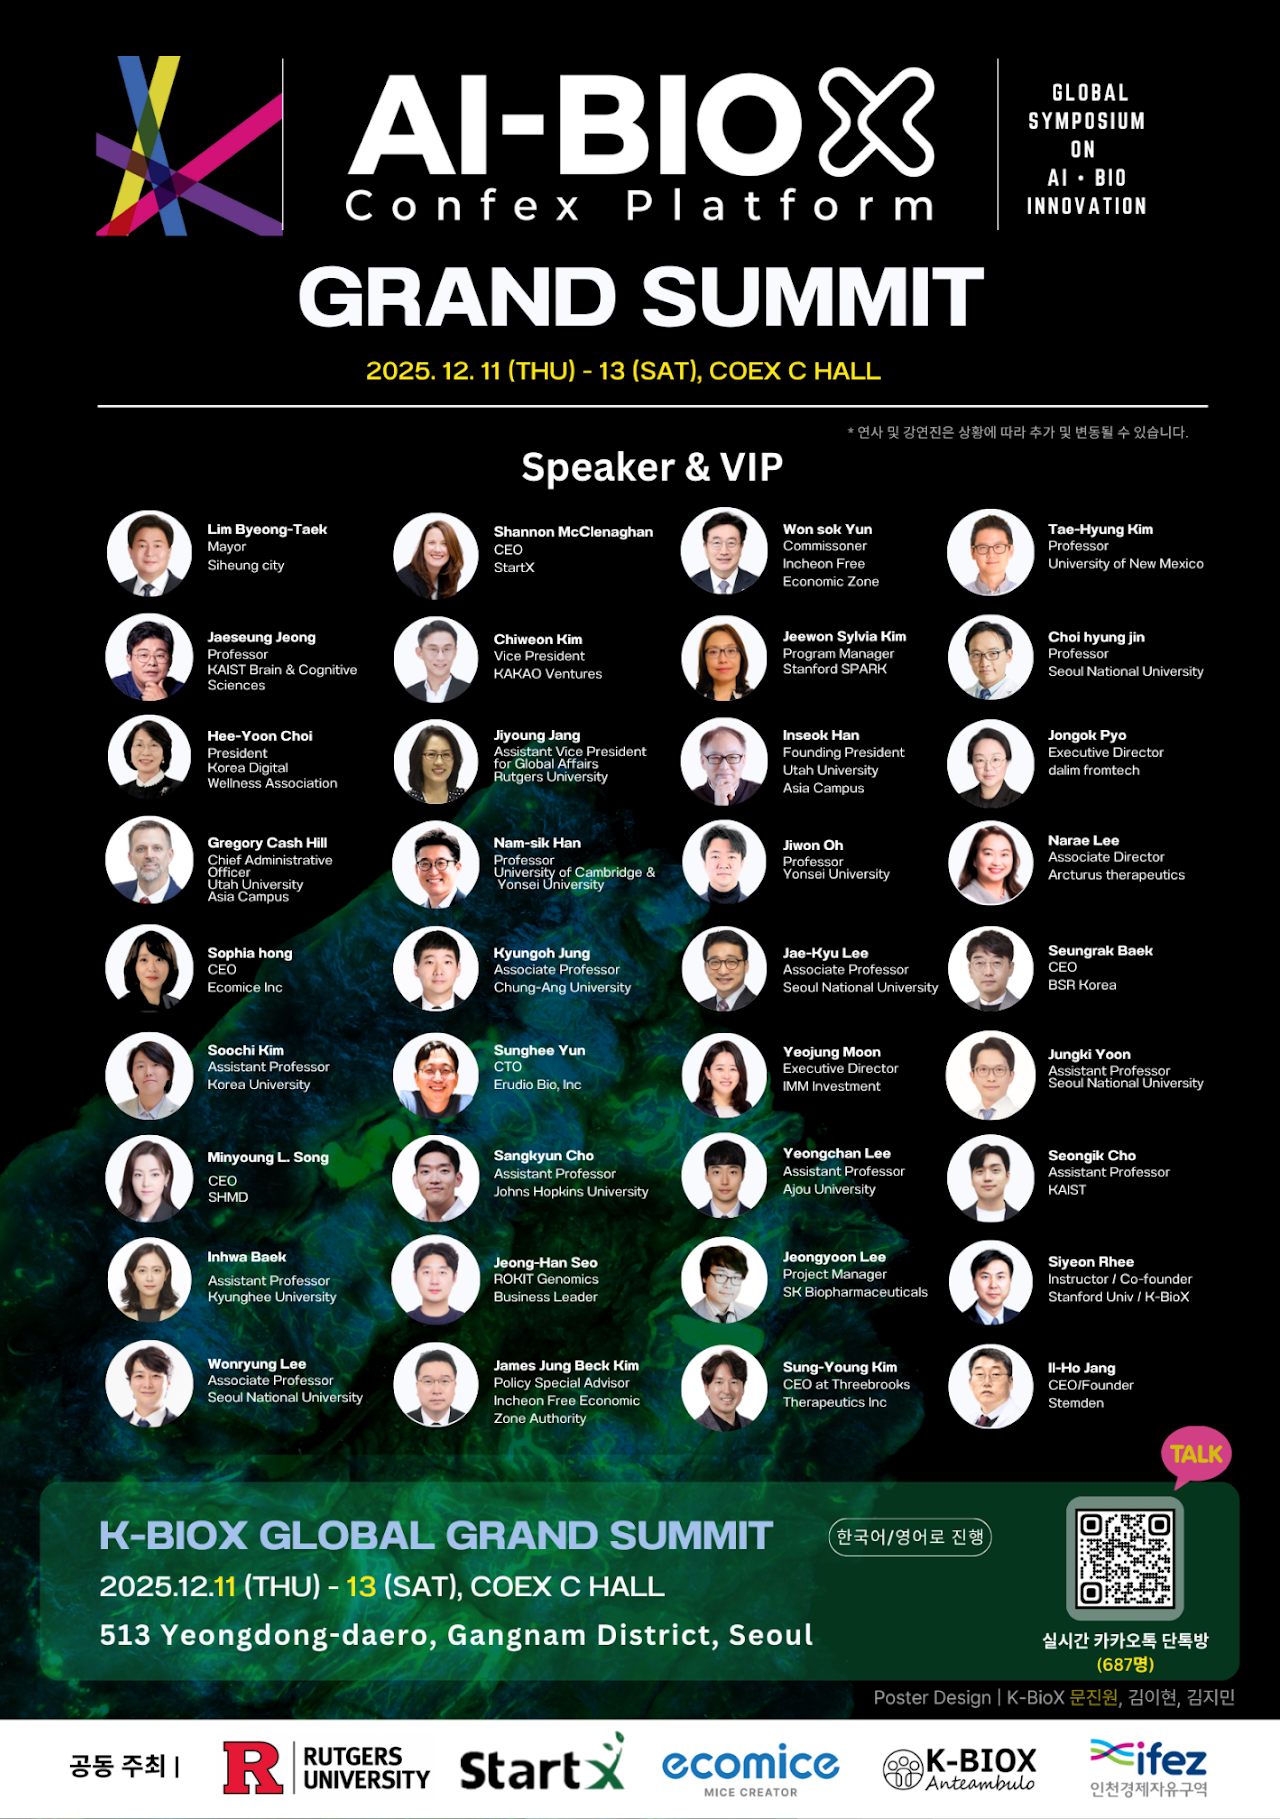 AI-BIO X
Confex Platform
GLOBAL
SYMPOSIUM
ON
AI • BIO
INNOVATION
GRAND SUMMIT
2025. 12. 11 (THU) - 13 (SAT), COEX C HALL
* 연사 및 강연진은 상황에 따라 추가 및 변동될 수 있습니다.
Speaker & VIP
Lim Byeong-Taek
Mayor
Siheung city
Shannon McClenaghan
CEO
StartX
Won sok Yun
Commissoner
Incheon Free
Economic Zone
Tae-Hyung Kim
Professor
University of New Mexico
Jaeseung Jeong
Professor
KAIST Brain & Cognitive
Sciences
Chiweon Kim
Vice President
KAKAO Ventures
Jeewon Sylvia Kim
Program Manager
Stanford SPARK
Choi hyung jin
Professor
Seoul National University
Hee-Yoon Choi
President
Korea Digital
Wellness Association
Jiyoung Jang
Assistant Vice President
for Global Affairs
Rutgers University
Inseok Han
Founding President
Utah University
Asia Campus
Jongok Pyo
Executive Director
dalim fromtech
Gregory Cash Hill
Chief Administrative
Officer
Utah University
Asia Campus
Nam-sik Han
Professor
University of Cambridge &
Yonsei University
Jiwon Oh
Professor
Yonsei University
Narae Lee
Associate Director
Arcturus therapeutics
Sophia hong
CEO
Ecomice Inc
Kyungoh Jung
Associate Professor
Chung-Ang University
Jae-Kyu Lee
Associate Professor
Seoul National University
Seungrak Baek
CEO
BSR Korea
Soochi Kim
Assistant Professor
Korea University
Sunghee Yun
CTO
Erudio Bio, Inc
Yeojung Moon
Executive Director
IMM Investment
Jungki Yoon
Assistant Professor
Seoul National University
Minyoung L. Song
CEO
SHMD
Sangkyun Cho
Assistant Professor
Johns Hopkins University
Yeongchan Lee
Assistant Professor
Ajou University
Seongik Cho
Assistant Professor
KAIST
Inhwa Baek
Assistant Professor
Kyunghee University
Jeong-Han Seo
ROKIT Genomics
Business Leader
Jeongyoon Lee
Project Manager
SK Biopharmaceuticals
Siyeon Rhee
Instructor / Co-founder
Stanford Univ / K-BioX
Wonryung Lee
Associate Professor
Seoul National University
James Jung Beck Kim
Policy Special Advisor
Incheon Free Economic
Zone Authority
Sung-Young Kim
CEO at Threebrooks
Therapeutics Inc
Il-Ho Jang
CEO/Founder
Stemden
TALK
K-BIOX GLOBAL GRAND SUMMIT
한국어/영어로 진행
2025.12.11 (THU) - 13 (SAT), COEX C HALL
513 Yeongdong-daero, Gangnam District, Seoul
실시간 카카오톡 단톡방
(687명)
Poster Design | K-BioX 문진원, 김이현, 김지민
공동 주최 |
R RUTGERS
UNIVERSITY
StartX
ecomice
MICE CREATOR
K-BIOX
Anteambulo
ifez
인천경제자유구역